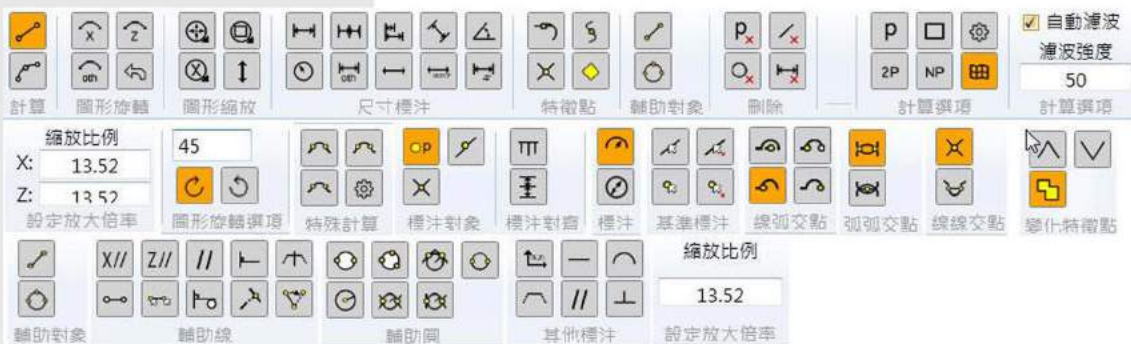 自動濾波
濾波強度
P 2P NP 50
計算 圖形旋轉 圖形縮放 尺寸標注 特徵點 輔助對象 刪除 計算選項 計算選項
縮放比例
X: 13.52
Z: 13.52
45
設定放大倍率 圖形旋轉選項 特殊計算 標注對象 標注對齊 標注 基準標注 線弧交點 弧弧交點 線線交點 變化特徵點
X// Z// //
縮放比例
13.52
輔助對象 輔助線 輔助圓 其他標注 設定放大倍率